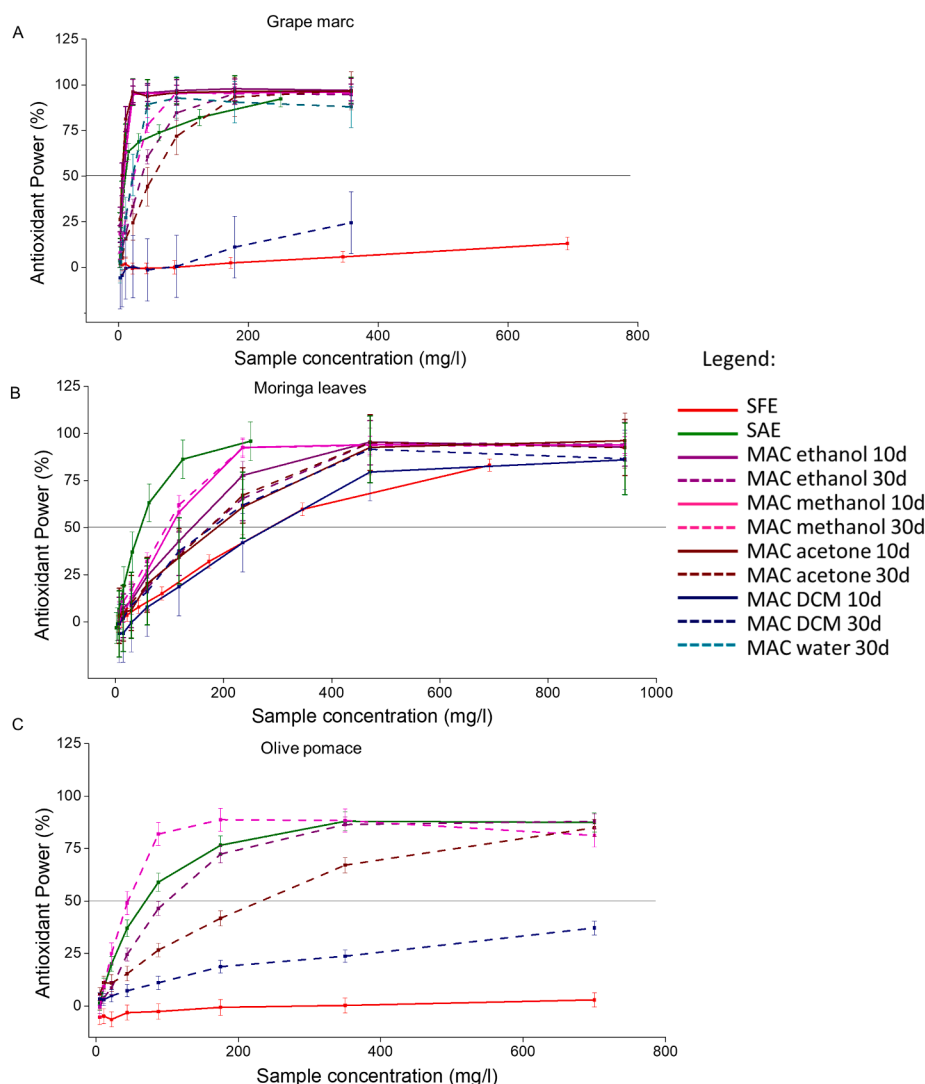 A
Grape marc
125
100
75
50
25
0
Antioxidant Power (%)
0 200 400 600 800
Sample concentration (mg/l)
Legend:
SFE
SAE
MAC ethanol 10d
MAC ethanol 30d
MAC methanol 10d
MAC methanol 30d
MAC acetone 10d
MAC acetone 30d
MAC DCM 10d
MAC DCM 30d
MAC water 30d
B
Moringa leaves
125
100
75
50
25
0
Antioxidant Power (%)
0 200 400 600 800 1000
Sample concentration (mg/l)
C
Olive pomace
125
100
75
50
25
0
Antioxidant Power (%)
0 200 400 600 800
Sample concentration (mg/l)